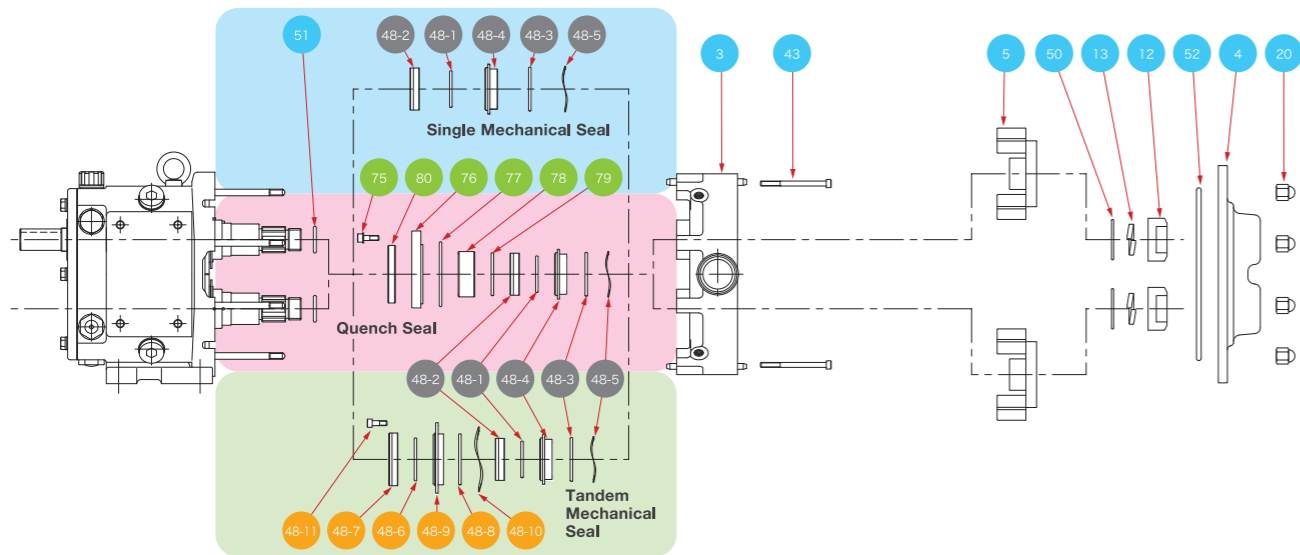 51 48-2 48-1 48-4 48-3 48-5 3 43 5 50 13 12 52 4 20
Single Mechanical Seal
75 80 76 77 78 79
Quench Seal
48-2 48-1 48-4 48-3 48-5
Tandem
Mechanical
Seal
48-11 48-7 48-6 48-9 48-8 48-10